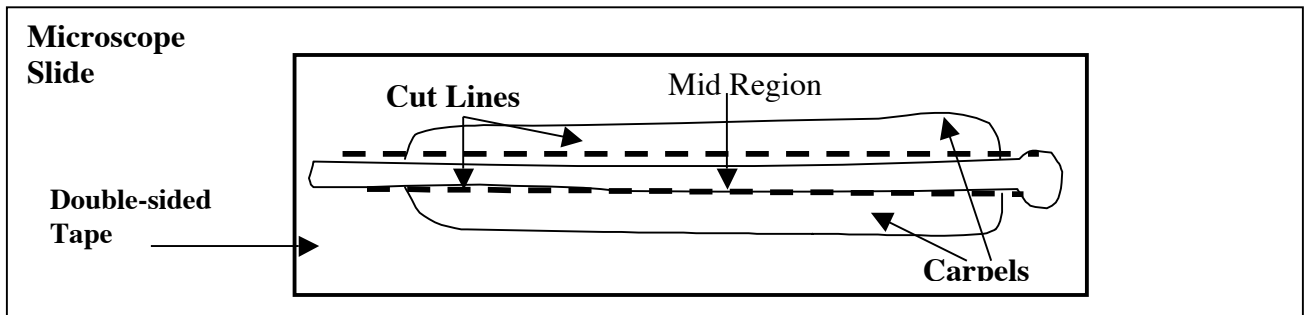 Microscope
Slide
Cut Lines
Mid Region
Double-sided
Tape
Carpels